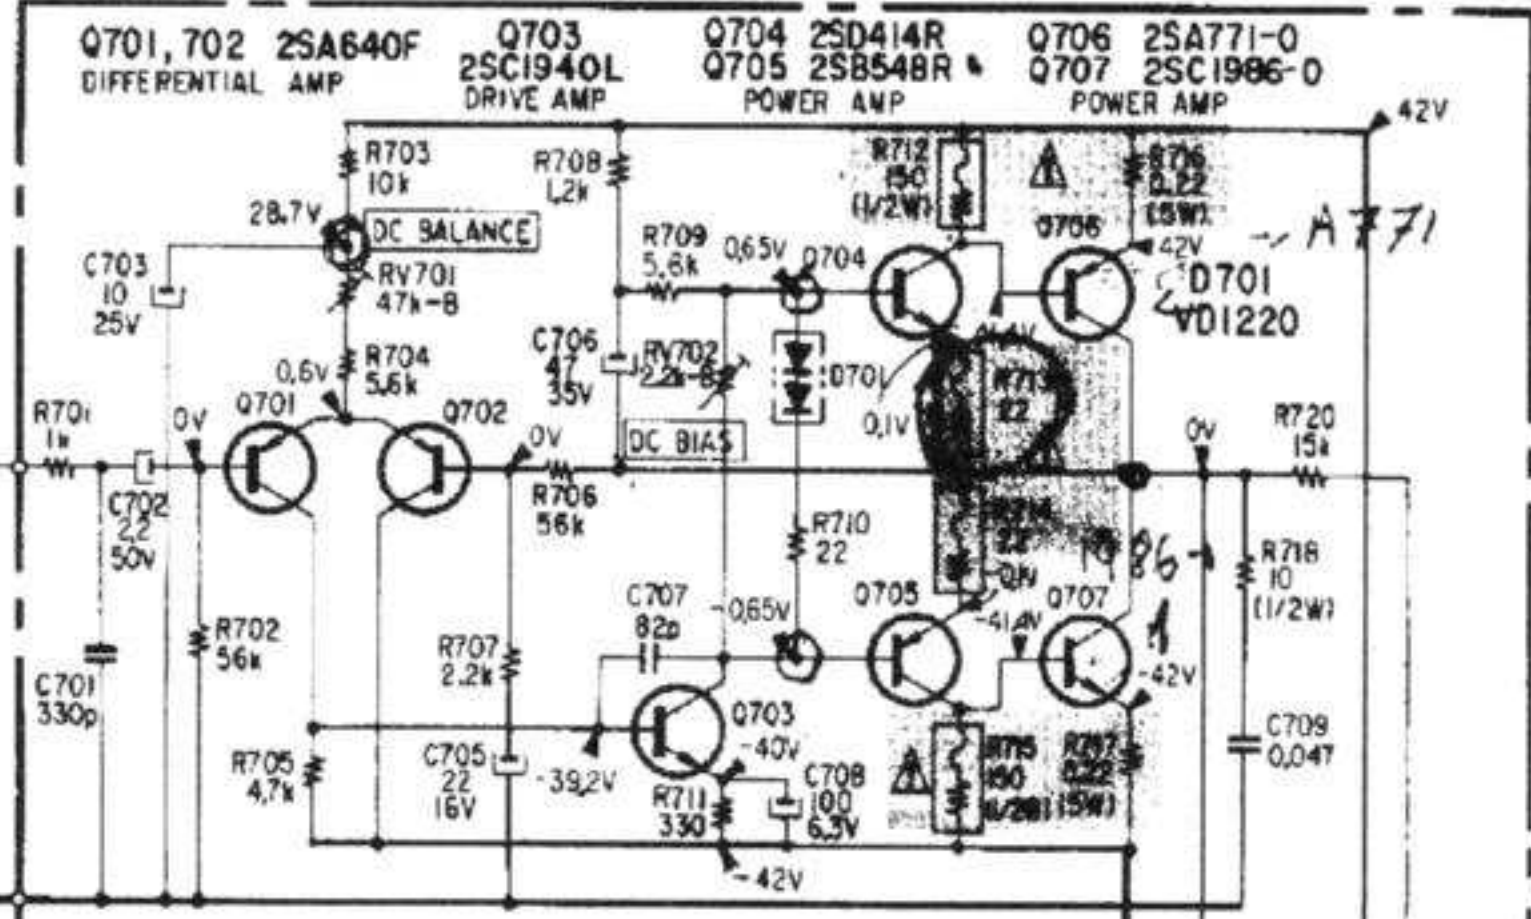 Q701, 702 2SA640F
DIFFERENTIAL AMP
Q703
2SC1940L
DRIVE AMP
Q704 2SD414R
Q705 2SB548R
POWER AMP
Q706 2SA771-O
Q707 2SC1986-O
POWER AMP
42V
R703
10k
28.7V
DC BALANCE
C703
10
25V
RV701
47k-B
R704
5.6k
0.6V
R701
1k
0V
Q701
Q702
C702
2.2
50V
R702
56k
C701
330p
R705
4.7k
R708
1.2k
R709
5.6k
0.65V
Q704
C706
47
35V
RV702
2.2k-B
D701
0.1V
DC BIAS
0V
R706
56k
R710
22
C707
82p
-0.65V
R707
2.2k
C705
22
16V
-39.2V
Q703
-40V
R711
330
C708
100
6.3V
-42V
R712
150
(1/2W)
R716
0.22
(5W)
Q706
42V
A771
D701
VD1220
41.4V
R713
22
R714
22
-0.1V
Q705
Q707
-41.4V
-42V
R715
150
R717
0.22
(5W)
0V
R720
15k
R718
10
(1/2W)
C709
0.047